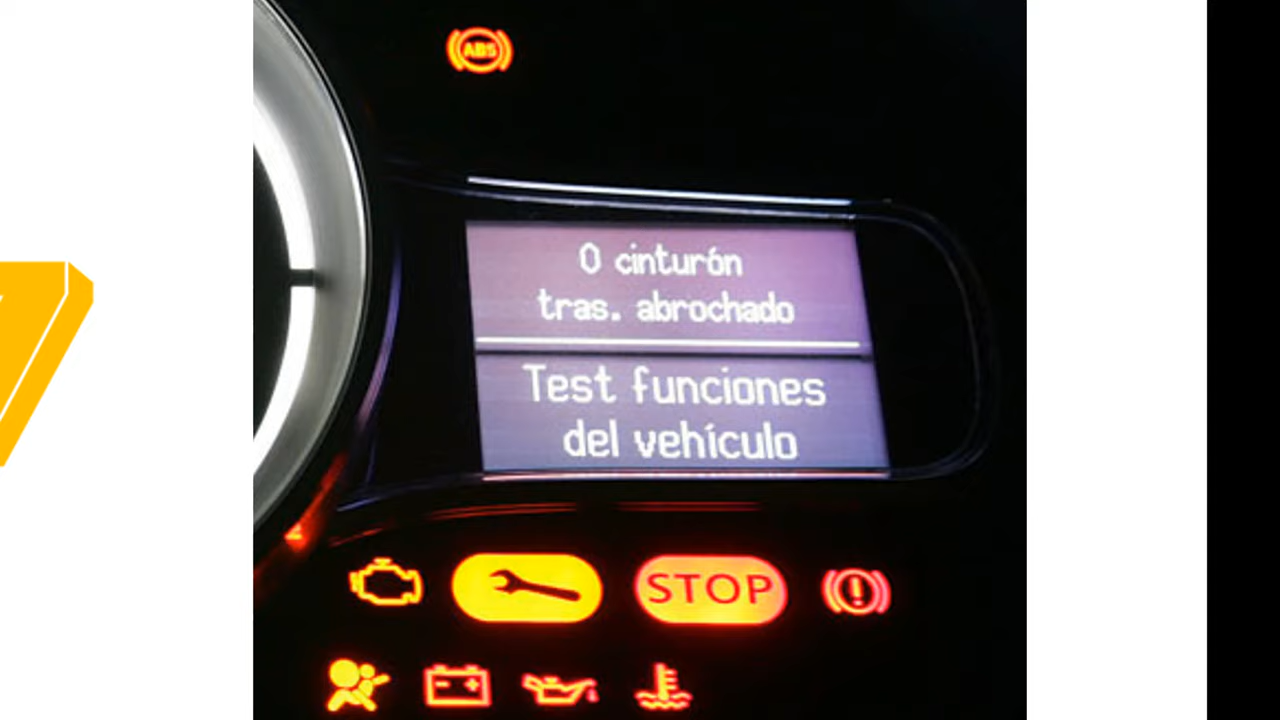 ABS
0 cinturón
tras. abrochado
Test funciones
del vehículo
STOP